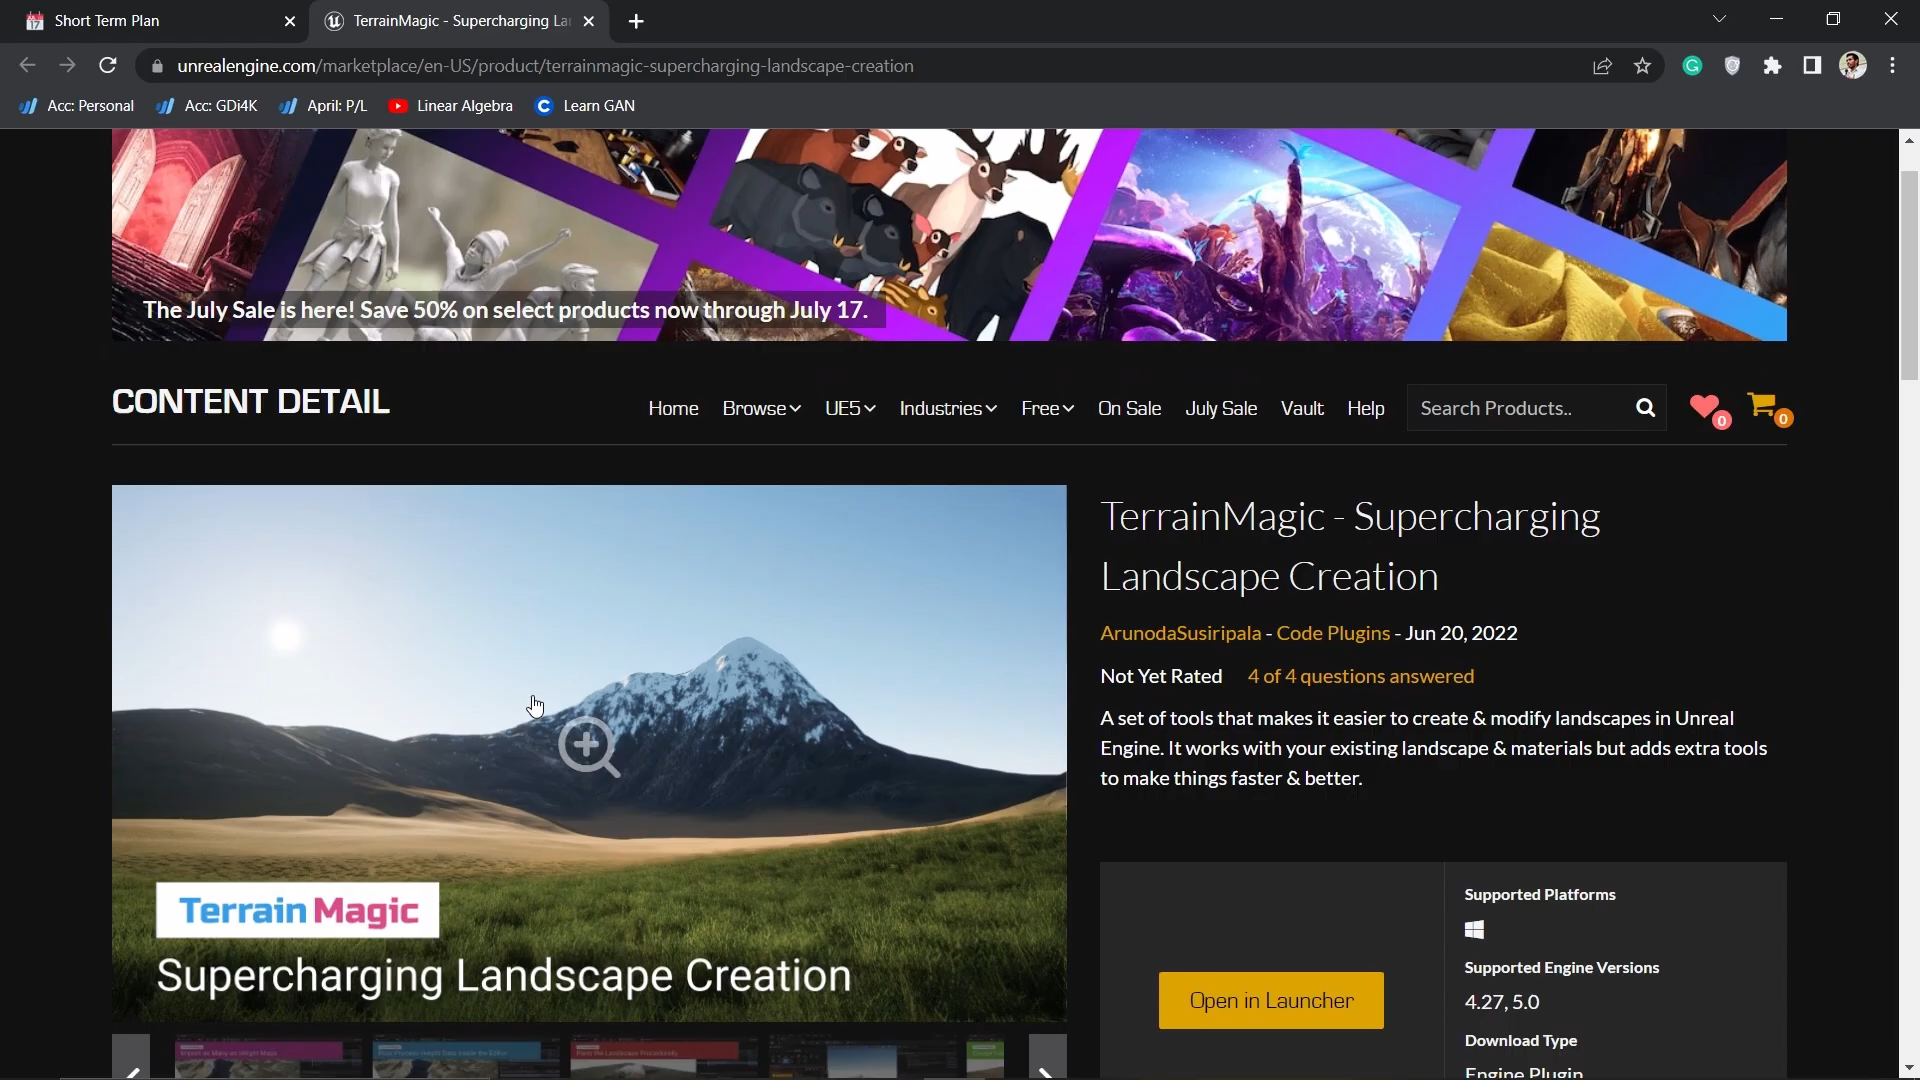 Short Term Plan
TerrainMagic - Supercharging La
unrealengine.com/marketplace/en-US/product/terrainmagic-supercharging-landscape-creation
Acc: Personal
Acc: GDi4K
April: P/L
Linear Algebra
Learn GAN
The July Sale is here! Save 50% on select products now through July 17.
CONTENT DETAIL
Home
Browse
UE5
Industries
Free
On Sale
July Sale
Vault
Help
Search Products..
0
0
TerrainMagic - Supercharging
Landscape Creation
ArunodaSusiripala - Code Plugins - Jun 20, 2022
Not Yet Rated 4 of 4 questions answered
A set of tools that makes it easier to create & modify landscapes in Unreal
Engine. It works with your existing landscape & materials but adds extra tools
to make things faster & better.
Terrain Magic
Supercharging Landscape Creation
Open in Launcher
Supported Platforms
Supported Engine Versions
4.27, 5.0
Download Type
Engine Plugin